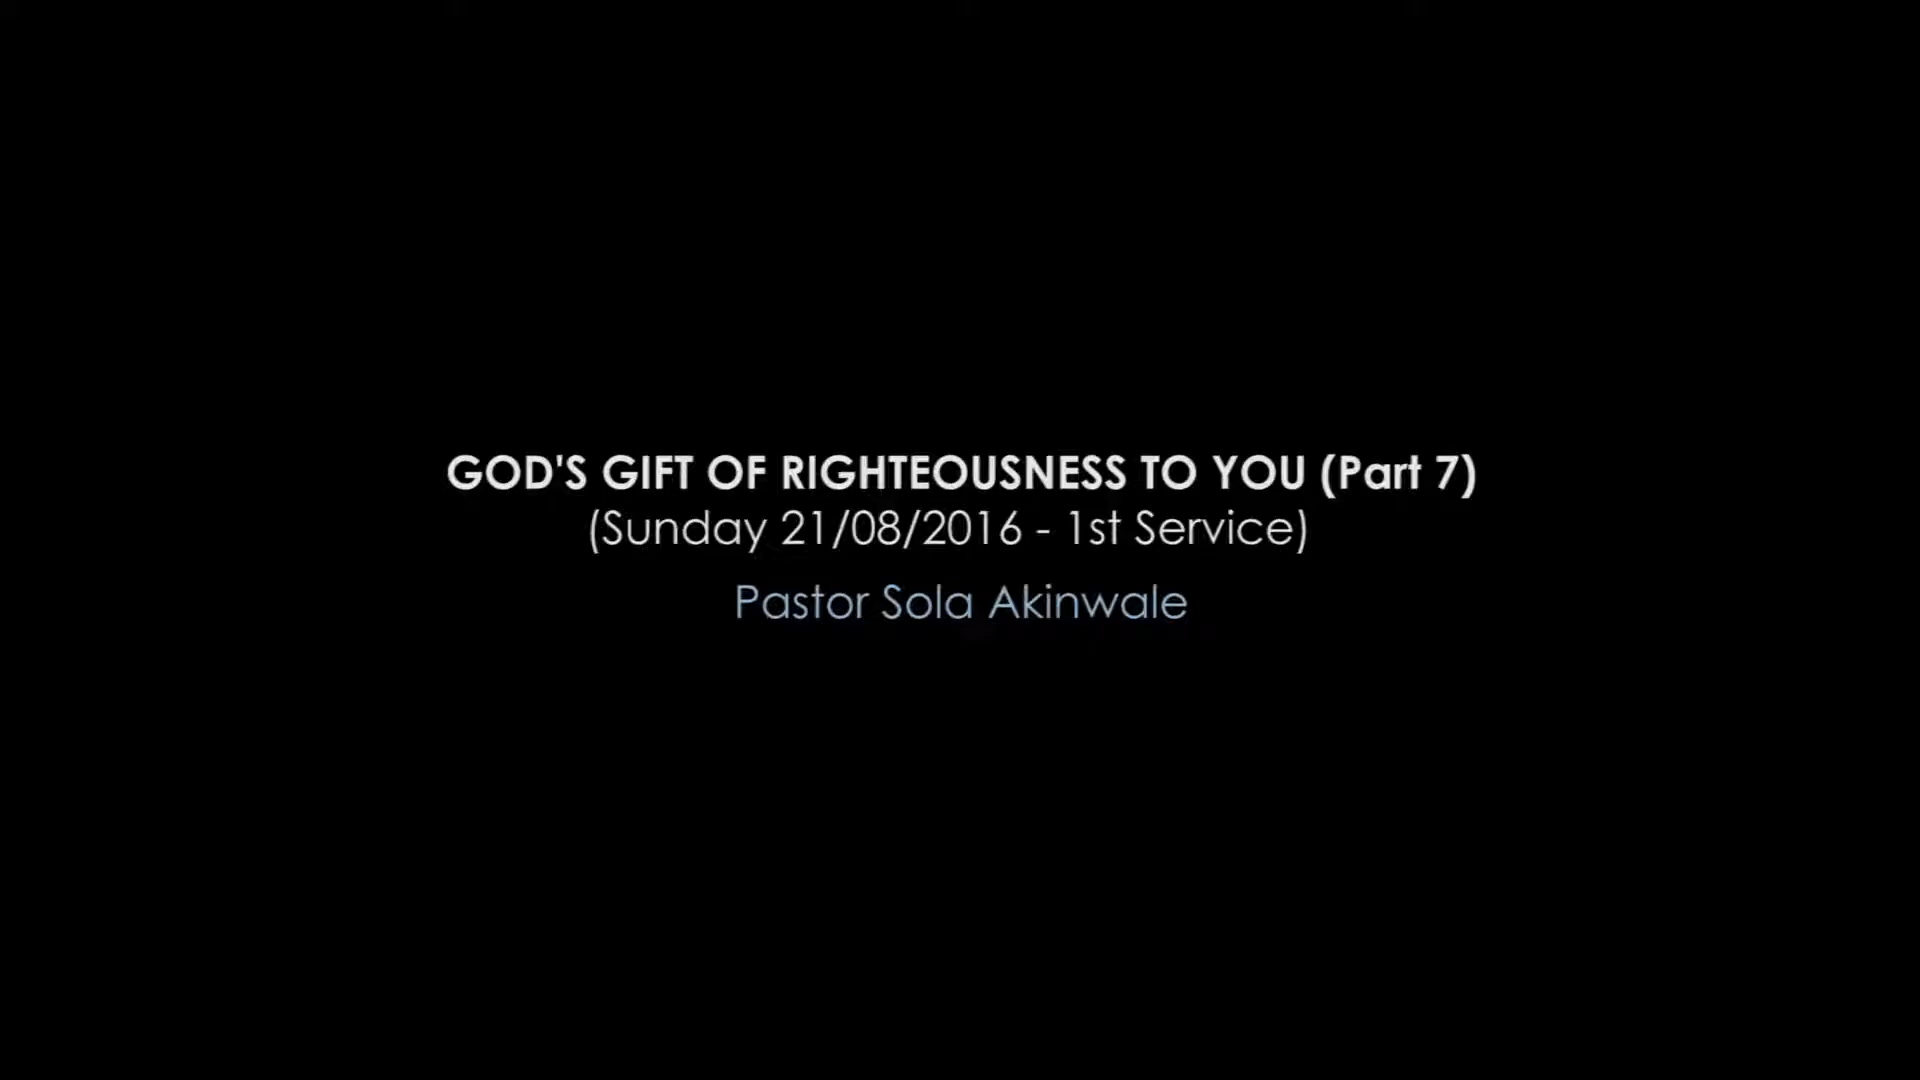 GOD'S GIFT OF RIGHTEOUSNESS TO YOU (Part 7)
(Sunday 21/08/2016 - 1st Service)
Pastor Sola Akinwale